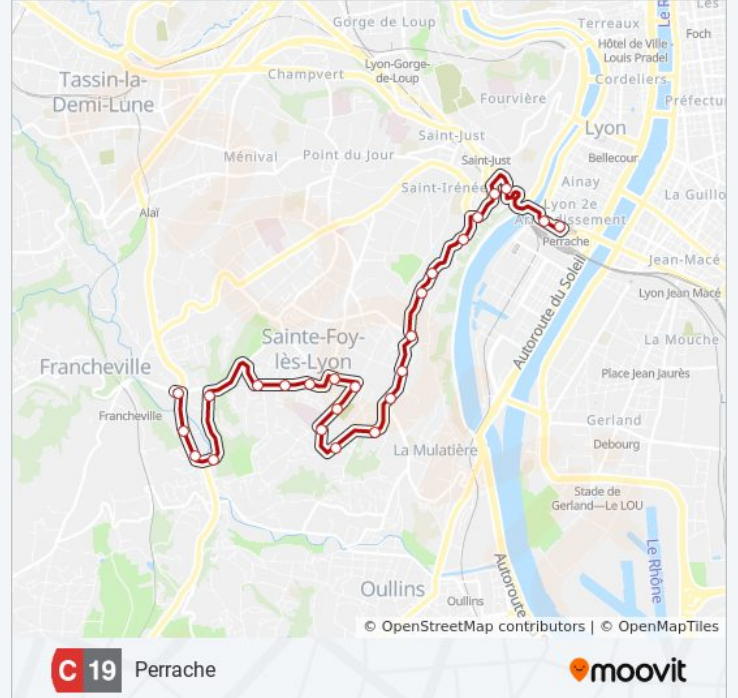 Les
Gorge de Loup
Le R
Terreaux
Foch
Hôtel de Ville -
Louis Pradel
Lyon-Gorge-
de-Loup
Tassin-la-
Demi-Lune
Champvert
Cordeliers
Fourvière
Préfectu
Lyon
Saint-Just
Ménival
Point du Jour
Saint-Just
Bellecour
Saint-Irénée
Ayinay
La Guillo
Lyon 2e
Alaï
Perrache
Jean-Macé
Autoroute du Soleil
Lyon Jean Macé
Sainte-Foy-
lès-Lyon
La Mouche
Francheville
Place Jean Jaurès
Francheville
Gerland
La Mulatière
Debourg
Stade de
Gerland—Le LOU
Le Rhône
Autoroute
Oullins
Oullins
© OpenStreetMap contributors | © OpenMapTiles
C 19 Perrache
moovit